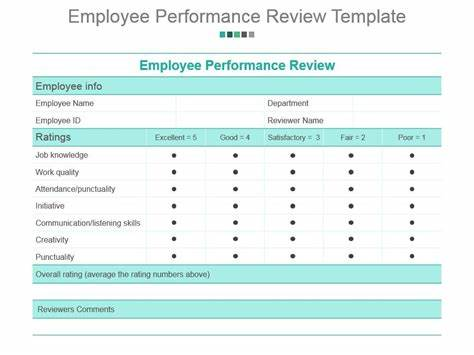 Employee Performance Review Template
Employee Performance Review
Employee info
Employee Name Department
Employee ID Reviewer Name
Ratings Excellent = 5 Good = 4 Satisfactory = 3 Fair = 2 Poor = 1
Job knowledge
Work quality
Attendance/punctuality
Initiative
Communication/listening skills
Creativity
Punctuality
Overall rating (average the rating numbers above)
Reviewers Comments